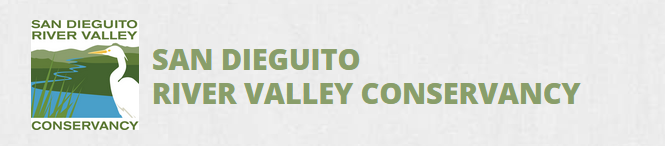 SAN DIEGUITO
RIVER VALLEY
CONSERVANCY
SAN DIEGUITO
RIVER VALLEY CONSERVANCY